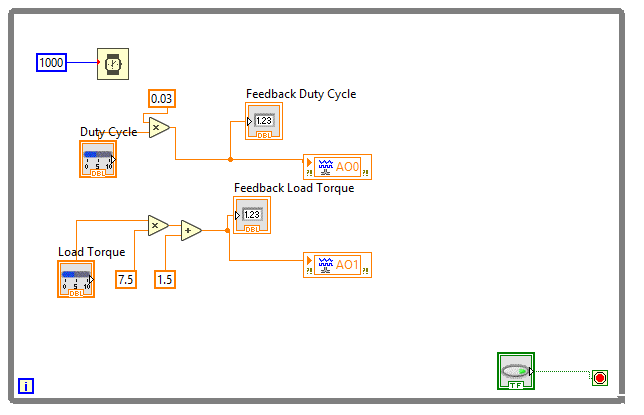 1000
0.03
Feedback Duty Cycle
1.23
DBL
Duty Cycle
×
0 5 10
DBL
AO0
?! ?!
Feedback Load Torque
1.23
DBL
×
+
Load Torque
0 5 10
DBL
7.5
1.5
AO1
?! ?!
TF
i